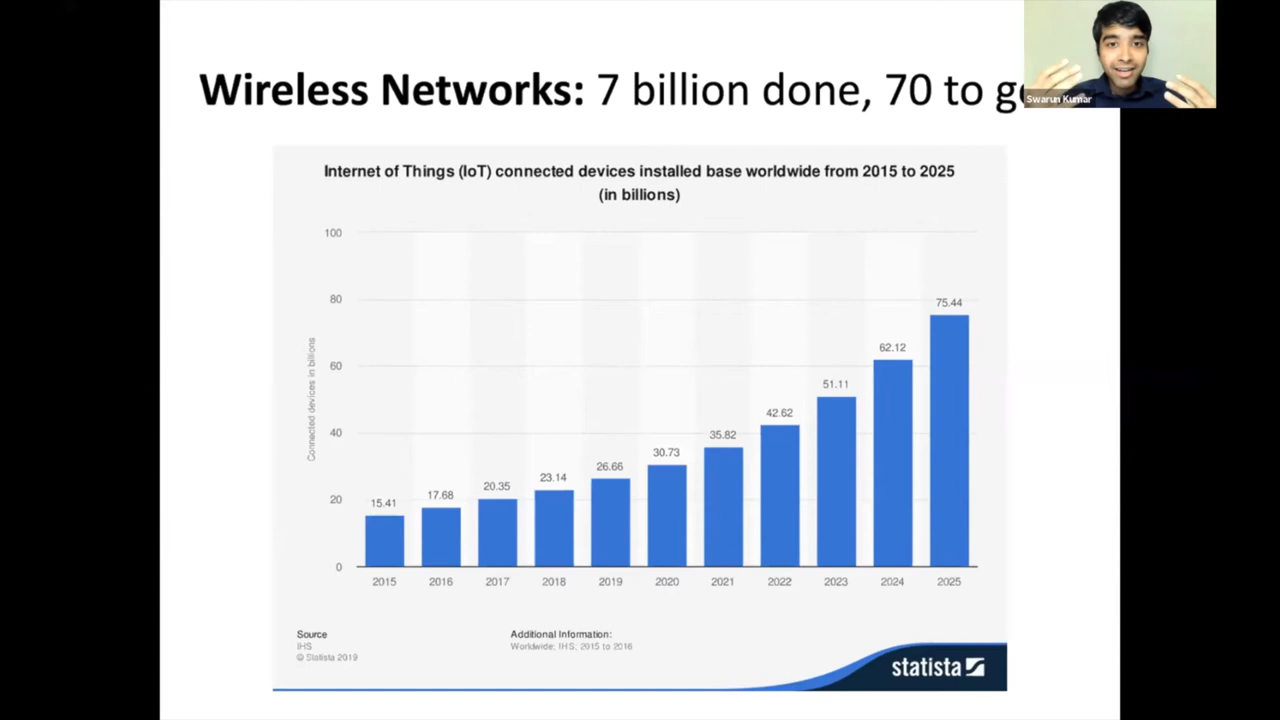 Wireless Networks: 7 billion done, 70 to g
Swarun Kumar
Internet of Things (IoT) connected devices installed base worldwide from 2015 to 2025
(in billions)
Connected devices in billions
100
80
60
40
20
0
15.41
17.68
20.35
23.14
26.66
30.73
35.82
42.62
51.11
62.12
75.44
2015 2016 2017 2018 2019 2020 2021 2022 2023 2024 2025
Source
IHS
© Statista 2019
Additional Information:
Worldwide; IHS; 2015 to 2016
statista